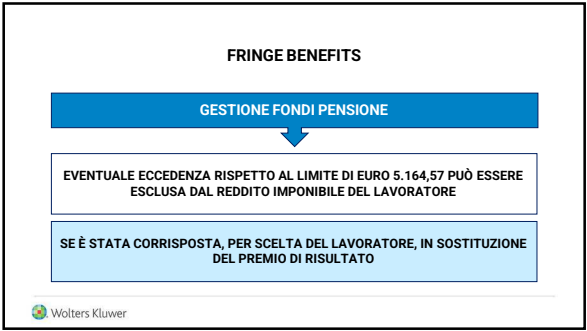 FRINGE BENEFITS
GESTIONE FONDI PENSIONE
EVENTUALE ECCEDENZA RISPETTO AL LIMITE DI EURO 5.164,57 PUÒ ESSERE
ESCLUSA DAL REDDITO IMPONIBILE DEL LAVORATORE
SE È STATA CORRISPOSTA, PER SCELTA DEL LAVORATORE, IN SOSTITUZIONE
DEL PREMIO DI RISULTATO
Wolters Kluwer